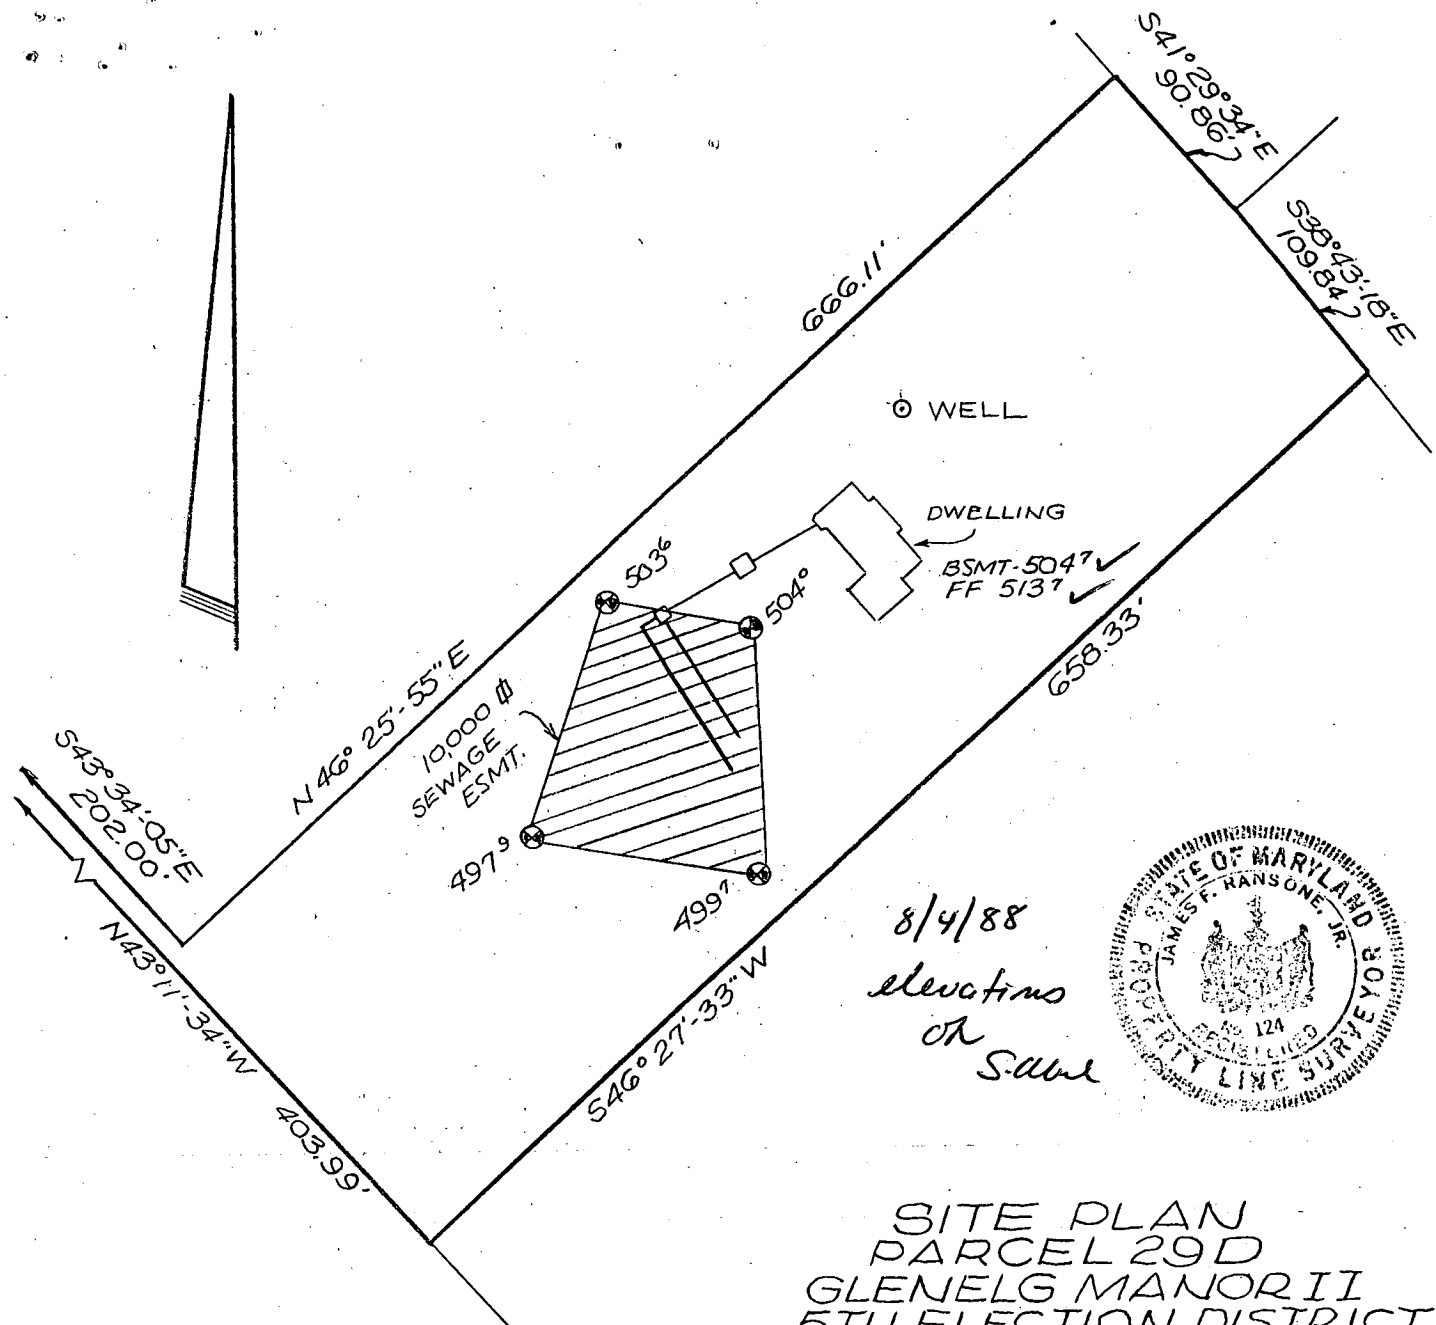 S41°29°34"E
90.86'
S38°43'-18"E
109.84'
666.11'
WELL
DWELLING
BSMT-504⁷
FF 513⁷
503⁶
504⁰
658.33'
N 46° 25'-55" E
10,000 ⏍
SEWAGE
ESMT.
S43°34'-05"E
202.00'
497⁹
499⁷
N43°11'-34"W
403.99'
S46° 27'-33" W
8/4/88
elevations
ok
STATE OF MARYLAND
JAMES F. RANSONE, JR.
No. 124
REGISTERED
PROPERTY LINE SURVEYOR
SITE PLAN
PARCEL 29D
GLENELG MANOR II
5TH ELECTION DISTRICT